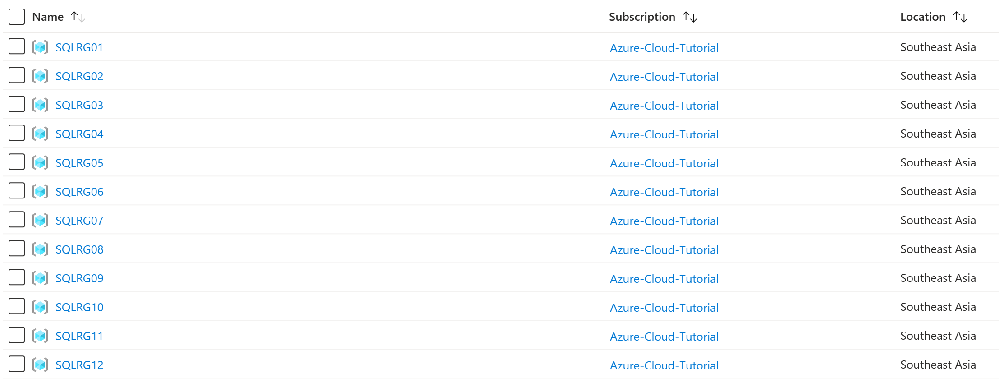 Name Subscription Location
SQLRG01 Azure-Cloud-Tutorial Southeast Asia
SQLRG02 Azure-Cloud-Tutorial Southeast Asia
SQLRG03 Azure-Cloud-Tutorial Southeast Asia
SQLRG04 Azure-Cloud-Tutorial Southeast Asia
SQLRG05 Azure-Cloud-Tutorial Southeast Asia
SQLRG06 Azure-Cloud-Tutorial Southeast Asia
SQLRG07 Azure-Cloud-Tutorial Southeast Asia
SQLRG08 Azure-Cloud-Tutorial Southeast Asia
SQLRG09 Azure-Cloud-Tutorial Southeast Asia
SQLRG10 Azure-Cloud-Tutorial Southeast Asia
SQLRG11 Azure-Cloud-Tutorial Southeast Asia
SQLRG12 Azure-Cloud-Tutorial Southeast Asia